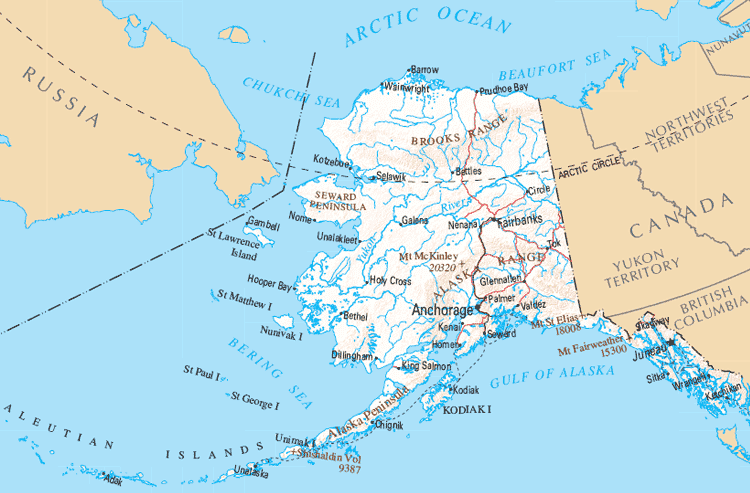 ARCTIC OCEAN
NUNAVUT
RUSSIA
Barrow
BEAUFORT SEA
CHUKCHI SEA
Wainwright
Prudhoe Bay
BROOKS RANGE
NORTHWEST
TERRITORIES
Kotzebue
Selawik
Bettles
ARCTIC CIRCLE
SEWARD
PENINSULA
Circle
River
CANADA
Nome
Galena
Nenana
Fairbanks
Gambell
St Lawrence
Island
Unalakleet
Yukon
Tok
Mt McKinley
20320
ALASKA RANGE
YUKON
TERRITORY
Hooper Bay
Holy Cross
Glennallen
St Matthew I
Palmer
BRITISH
COLUMBIA
Anchorage
Valdez
Nunivak I
Bethel
Kenai
Seward
Mt St Elias
18008
Skagway
Homer
Mt Fairweather
15300
Juneau
BERING SEA
Dillingham
King Salmon
St Paul I
GULF OF ALASKA
Sitka
Wrangell
Ketchikan
St George I
Kodiak
KODIAK I
Alaska Peninsula
ALEUTIAN ISLANDS
Chignik
Unimak I
Shishaldin Vol
9387
Unalaska
Adak